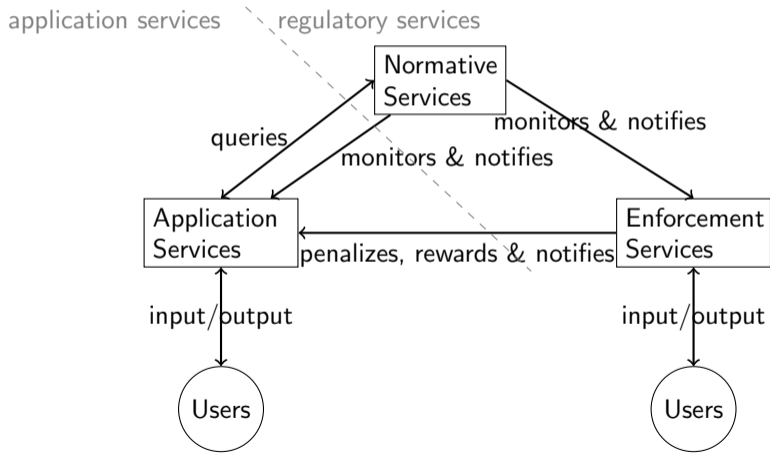 application services
regulatory services
Normative
Services
queries
monitors & notifies
monitors & notifies
Application
Services
penalizes, rewards & notifies
Enforcement
Services
input/output
input/output
Users
Users